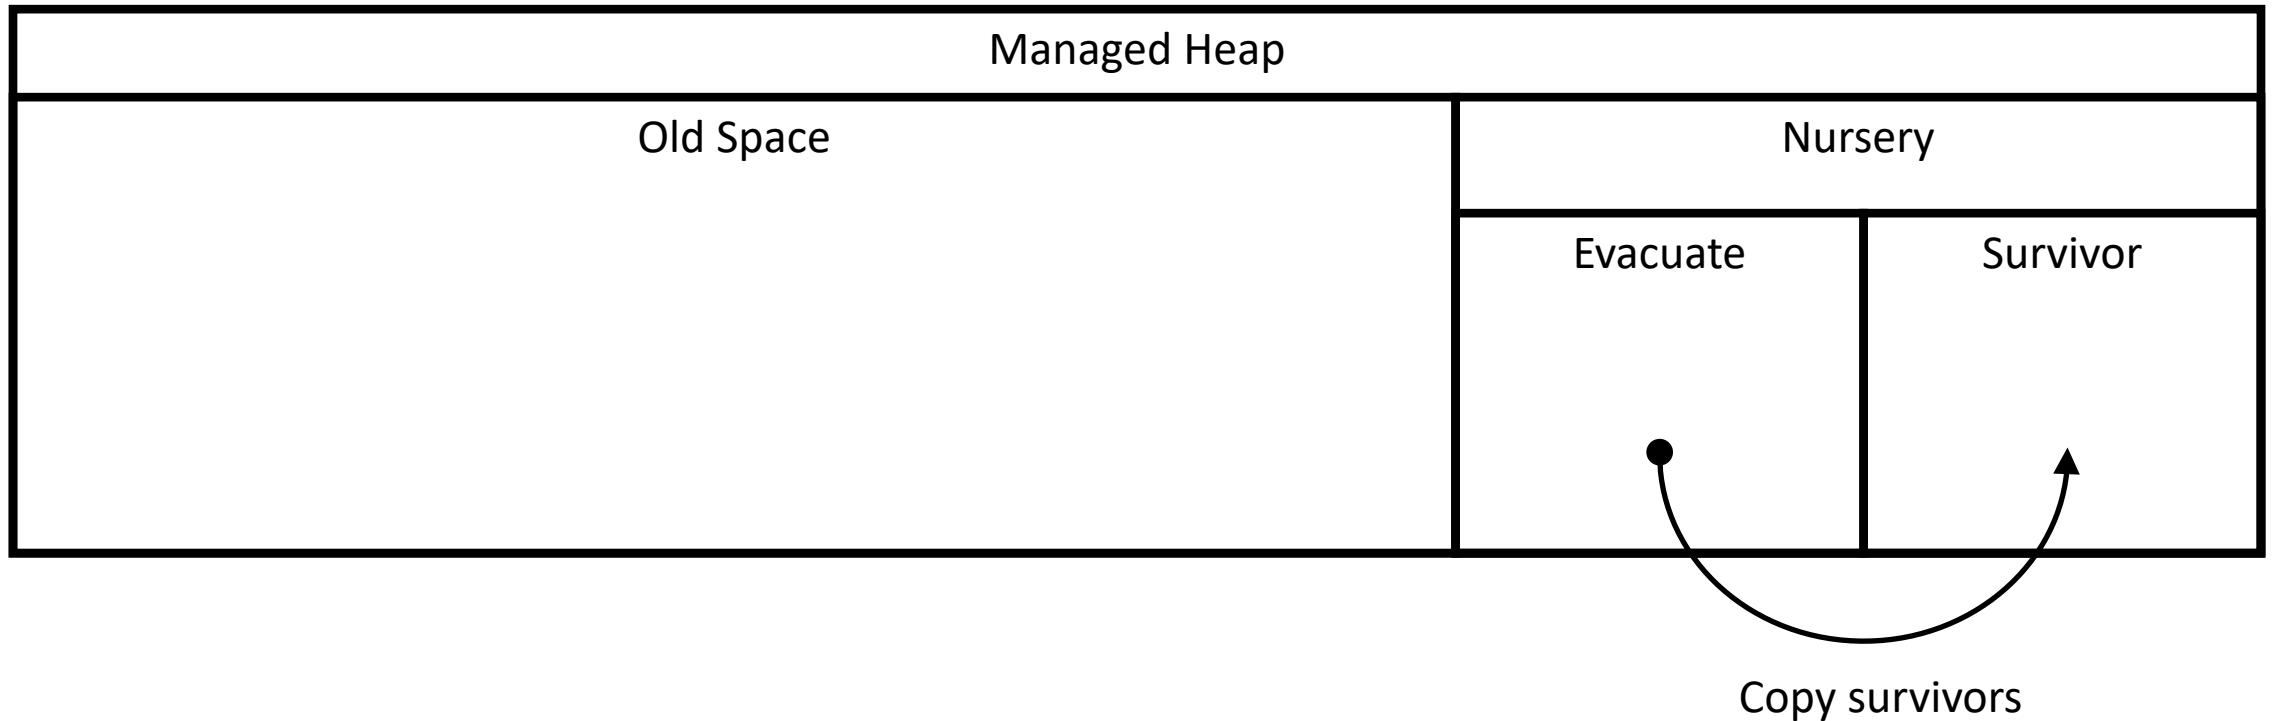 Managed Heap
Old Space
Nursery
Evacuate
Survivor
Copy survivors